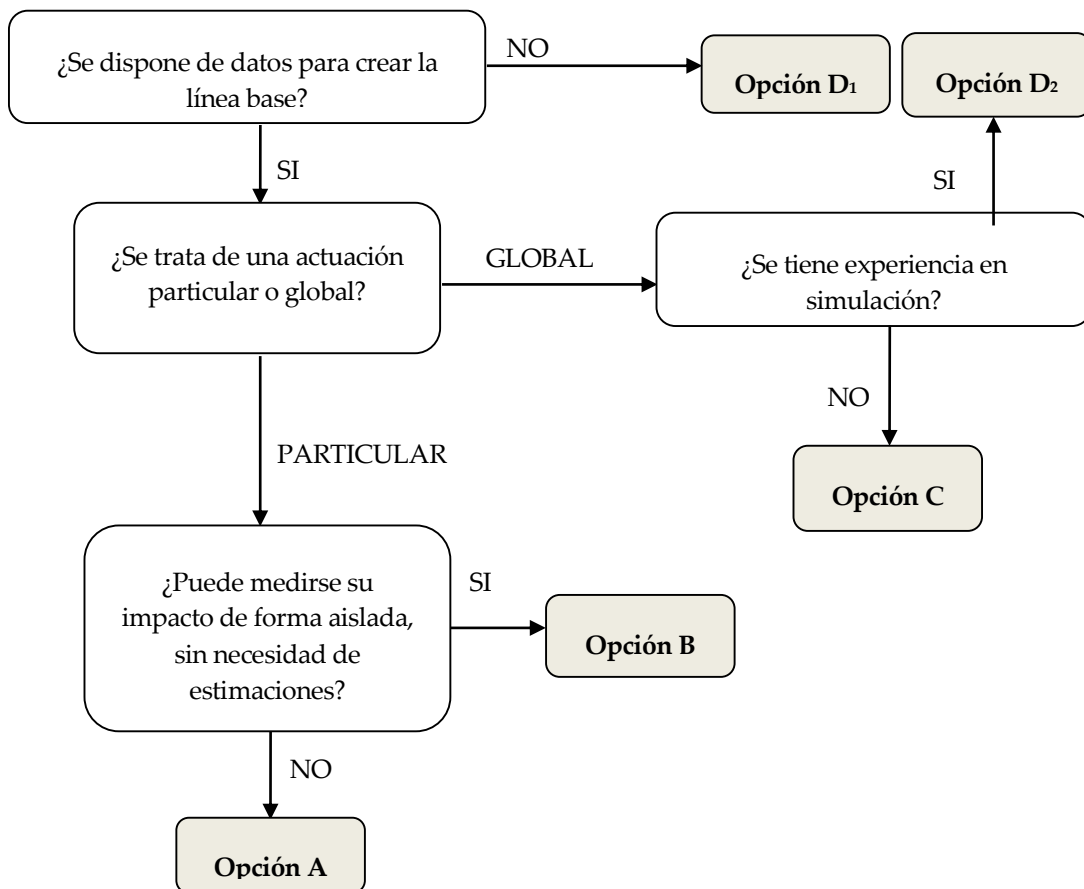 ¿Se dispone de datos para crear la
línea base?
NO
Opción D1
Opción D2
SI
SI
¿Se trata de una actuación
particular o global?
GLOBAL
¿Se tiene experiencia en
simulación?
NO
PARTICULAR
Opción C
¿Puede medirse su
impacto de forma aislada,
sin necesidad de
estimaciones?
SI
Opción B
NO
Opción A